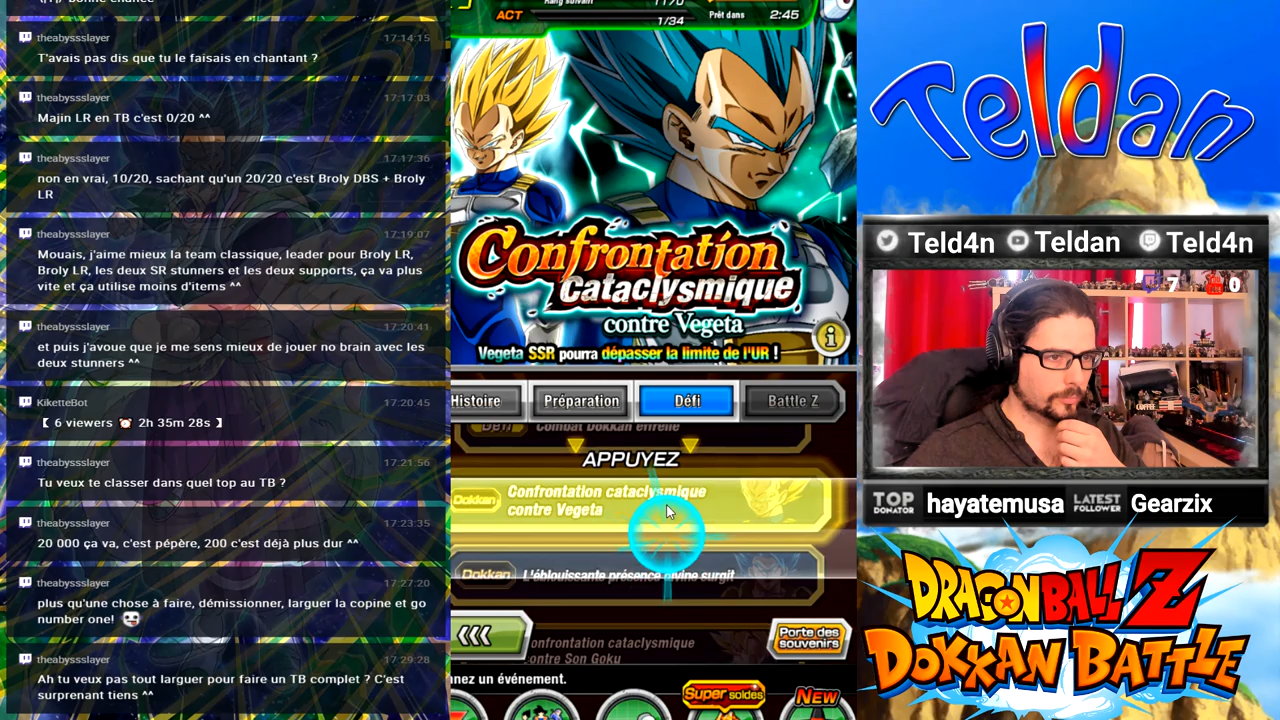 theabyssslayer 17:14:15
T'avais pas dis que tu le faisais en chantant ?
theabyssslayer 17:17:03
Majin LR en TB c'est 0/20 ^^
theabyssslayer 17:17:36
non en vrai, 10/20, sachant qu'un 20/20 c'est Broly DBS + Broly
LR
theabyssslayer 17:19:07
Mouais, j'aime mieux la team classique, leader pour Broly LR,
Broly LR, les deux SR stunners et les deux supports, ça va plus
vite et ça utilise moins d'items ^^
theabyssslayer 17:20:41
et puis j'avoue que je me sens mieux de jouer no brain avec les
deux stunners ^^
KiketteBot 17:20:45
【 6 viewers ⏰ 2h 35m 28s 】
theabyssslayer 17:21:56
Tu veux te classer dans quel top au TB ?
theabyssslayer 17:23:35
20 000 ça va, c'est pépère, 200 c'est déjà plus dur ^^
theabyssslayer 17:27:20
plus qu'une chose à faire, démissionner, larguer la copine et go
number one!
theabyssslayer 17:29:28
Ah tu veux pas tout larguer pour faire un TB complet ? C'est
surprenant tiens ^^
ACT
1/34
Prêt dans 2:45
Confrontation
Cataclysmique
contre Vegeta
Vegeta SSR pourra dépasser la limite de l'UR !
Histoire
Préparation
Défi
Battle Z
Défi Combat Dokkan effréné
APPUYEZ
Dokkan
Confrontation cataclysmique
contre Vegeta
Dokkan
L'éblouissante présence divine surgit
onfrontation cataclysmique
ontre Son Goku
Porte des
souvenirs
nnez un événement.
Super soldes
NEW
Teldan
Teld4n Teldan Teld4n
7 0
COFFEE
TOP
DONATOR
hayatemusa
LATEST
FOLLOWER
Gearzix
DRAGON BALL Z
DOKKAN BATTLE